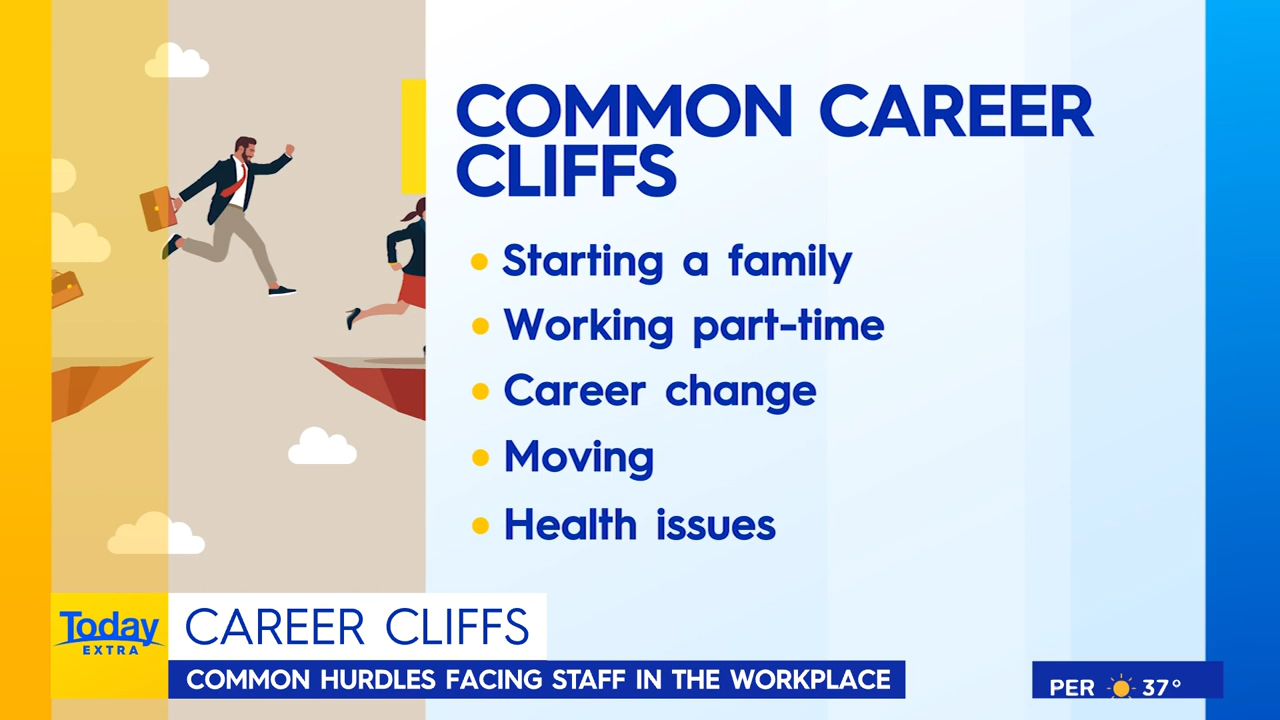 COMMON CAREER
CLIFFS
Starting a family
Working part-time
Career change
Moving
Health issues
Today
EXTRA
CAREER CLIFFS
COMMON HURDLES FACING STAFF IN THE WORKPLACE
PER 37°